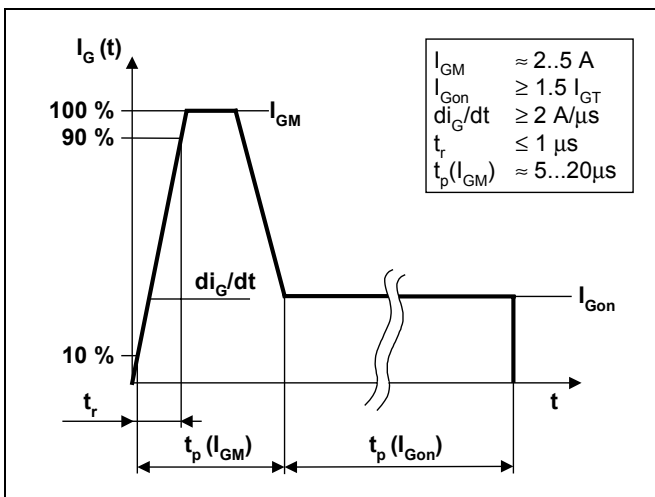 I_G (t)
100 %
90 %
I_GM
di_G/dt
I_Gon
10 %
t
t_r
t_p (I_GM)
t_p (I_Gon)
I_GM ≈ 2..5 A
I_Gon ≥ 1.5 I_GT
di_G/dt ≥ 2 A/μs
t_r ≤ 1 μs
t_p(I_GM) ≈ 5...20μs